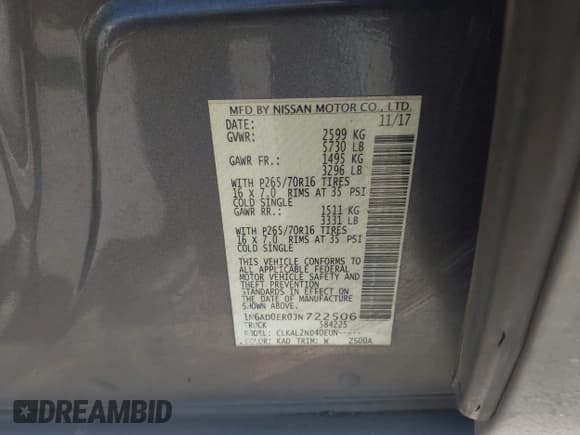 MFD BY NISSAN MOTOR CO., LTD.
DATE: 11/17
GVWR: 2599 KG
5730 LB
GAWR FR.: 1495 KG
3296 LB
WITH P265/70R16 TIRES
16 X 7.0 RIMS AT 35 PSI
COLD SINGLE
GAWR RR.: 1511 KG
3331 LB
WITH P265/70R16 TIRES
16 X 7.0 RIMS AT 35 PSI
COLD SINGLE
THIS VEHICLE CONFORMS TO
ALL APPLICABLE FEDERAL
MOTOR VEHICLE SAFETY AND
THEFT PREVENTION
STANDARDS IN EFFECT ON
THE DATE OF MANUFACTURE
SHOWN ABOVE.
1N6AD0ER0JN722506
TRUCK 584225
MODEL: CLKAL2ND4DEUN-----
COLOR: KAD TRIM: W 2500A
DREAMBID